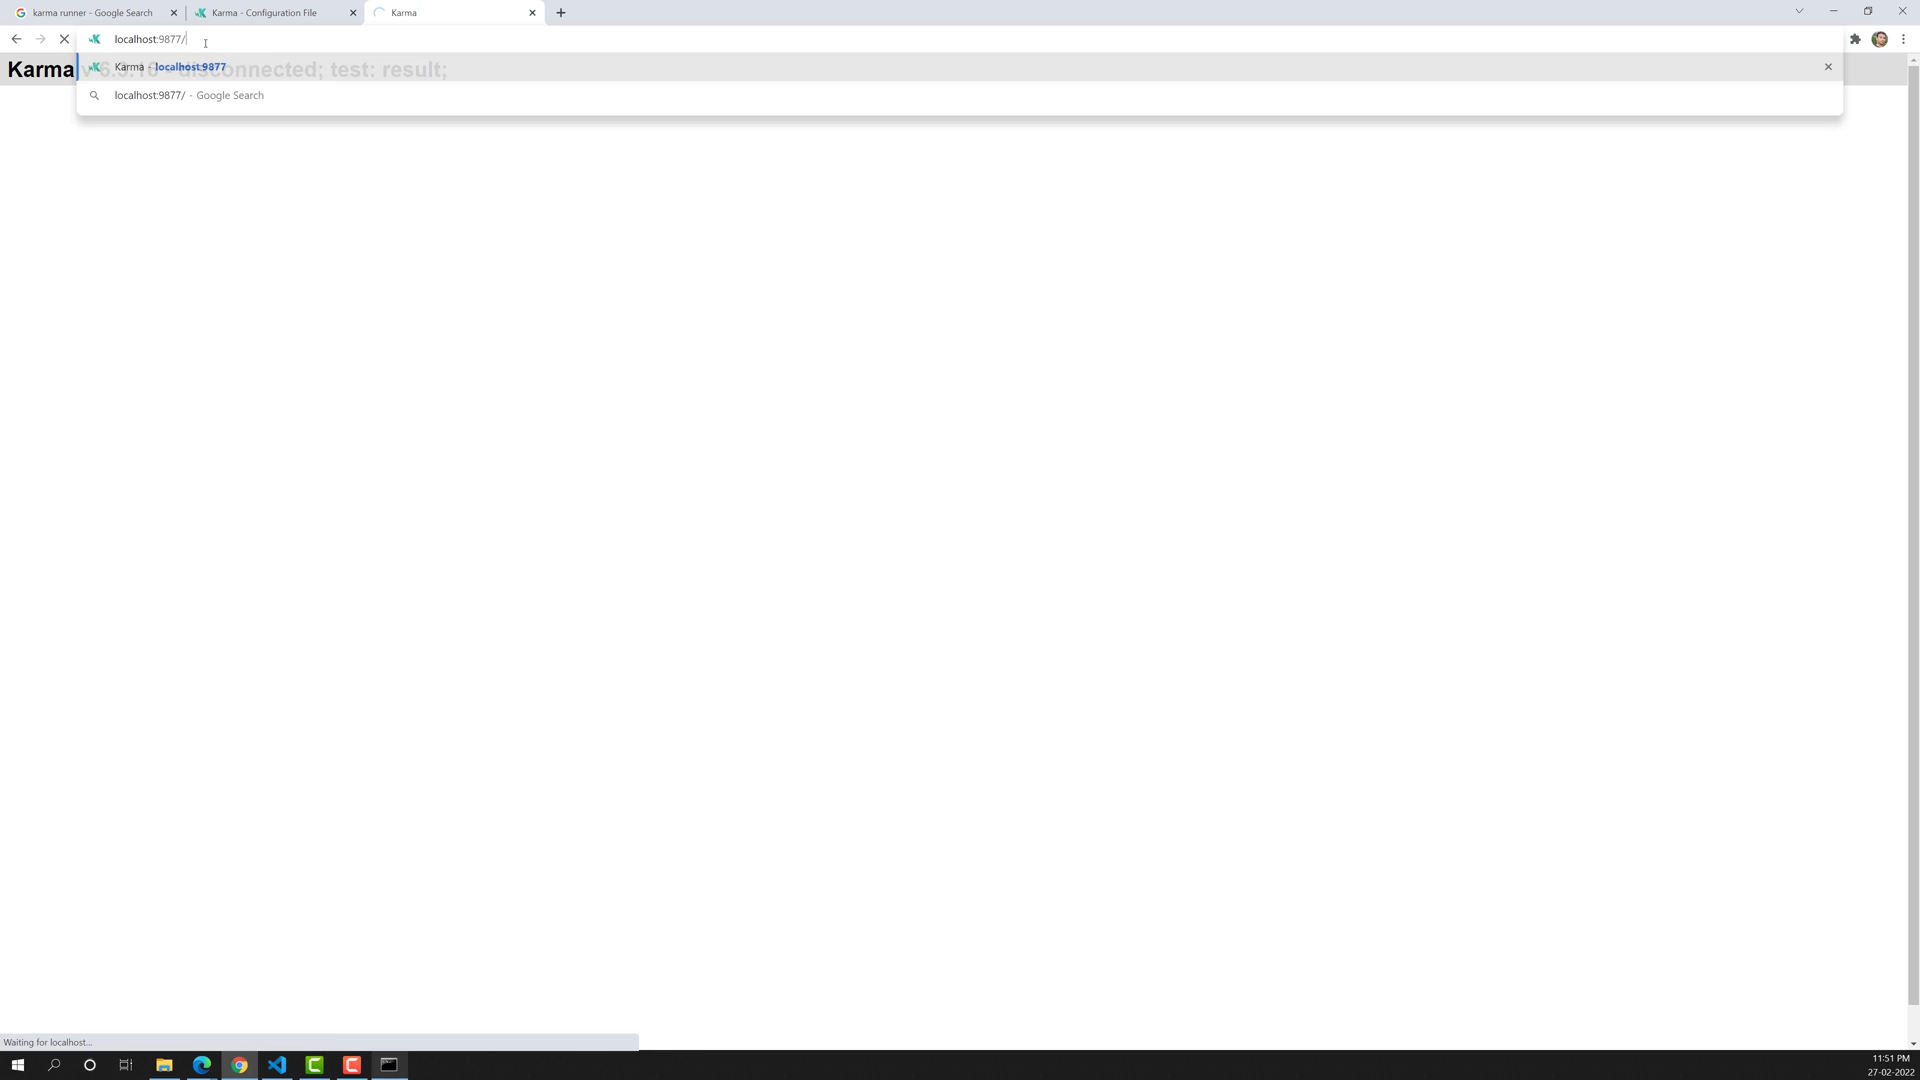 karma runner - Google Search
Karma - Configuration File
Karma
localhost:9877/
Karma - localhost:9877
Karma disconnected; test: result;
localhost:9877/ - Google Search
Waiting for localhost...
11:51 PM
27-02-2022